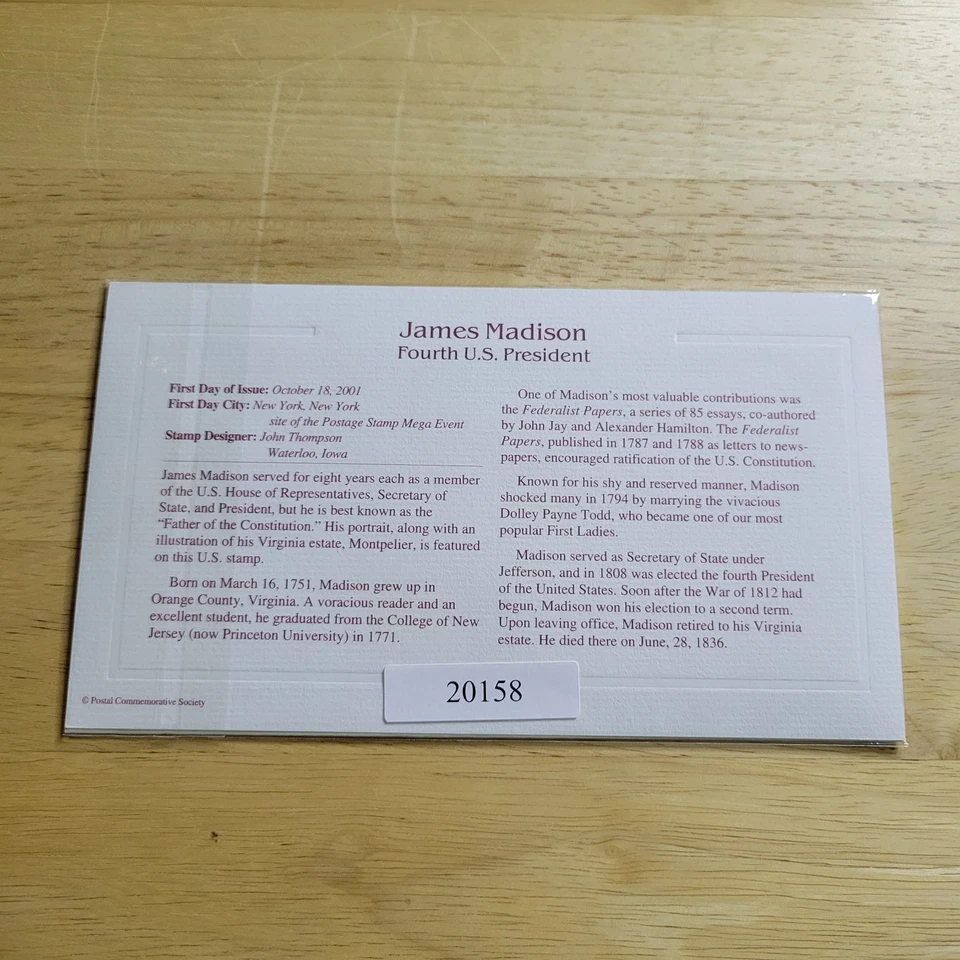 James Madison
Fourth U.S. President
First Day of Issue: October 18, 2001
First Day City: New York, New York
site of the Postage Stamp Mega Event
Stamp Designer: John Thompson
Waterloo, Iowa
James Madison served for eight years each as a member
of the U.S. House of Representatives, Secretary of
State, and President, but he is best known as the
“Father of the Constitution.” His portrait, along with an
illustration of his Virginia estate, Montpelier, is featured
on this U.S. stamp.
Born on March 16, 1751, Madison grew up in
Orange County, Virginia. A voracious reader and an
excellent student, he graduated from the College of New
Jersey (now Princeton University) in 1771.
One of Madison’s most valuable contributions was
the Federalist Papers, a series of 85 essays, co-authored
by John Jay and Alexander Hamilton. The Federalist
Papers, published in 1787 and 1788 as letters to news-
papers, encouraged ratification of the U.S. Constitution.
Known for his shy and reserved manner, Madison
shocked many in 1794 by marrying the vivacious
Dolley Payne Todd, who became one of our most
popular First Ladies.
Madison served as Secretary of State under
Jefferson, and in 1808 was elected the fourth President
of the United States. Soon after the War of 1812 had
begun, Madison won his election to a second term.
Upon leaving office, Madison retired to his Virginia
estate. He died there on June, 28, 1836.
© Postal Commemorative Society
20158